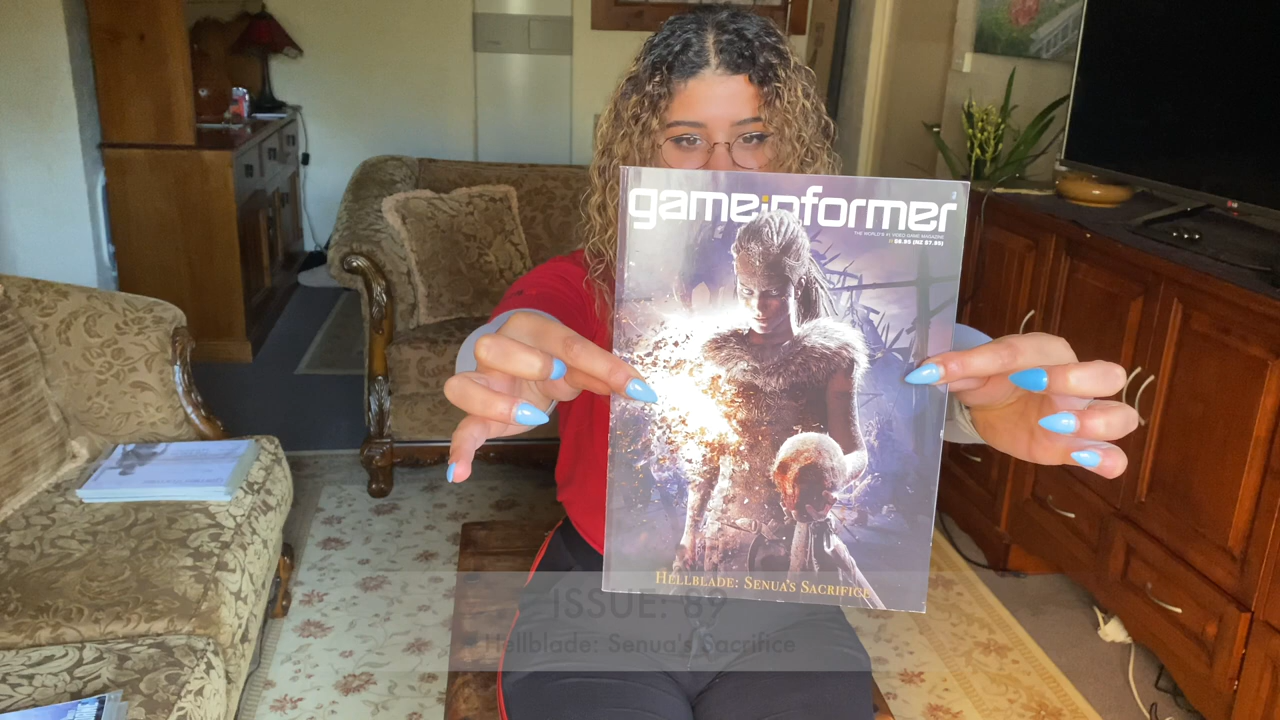 gameinformer
THE WORLD'S #1 VIDEO GAME MAGAZINE
$8.95 (NZ $7.95)
HELLBLADE: SENUA'S SACRIFICE
ISSUE: 89
Hellblade: Senua's Sacrifice